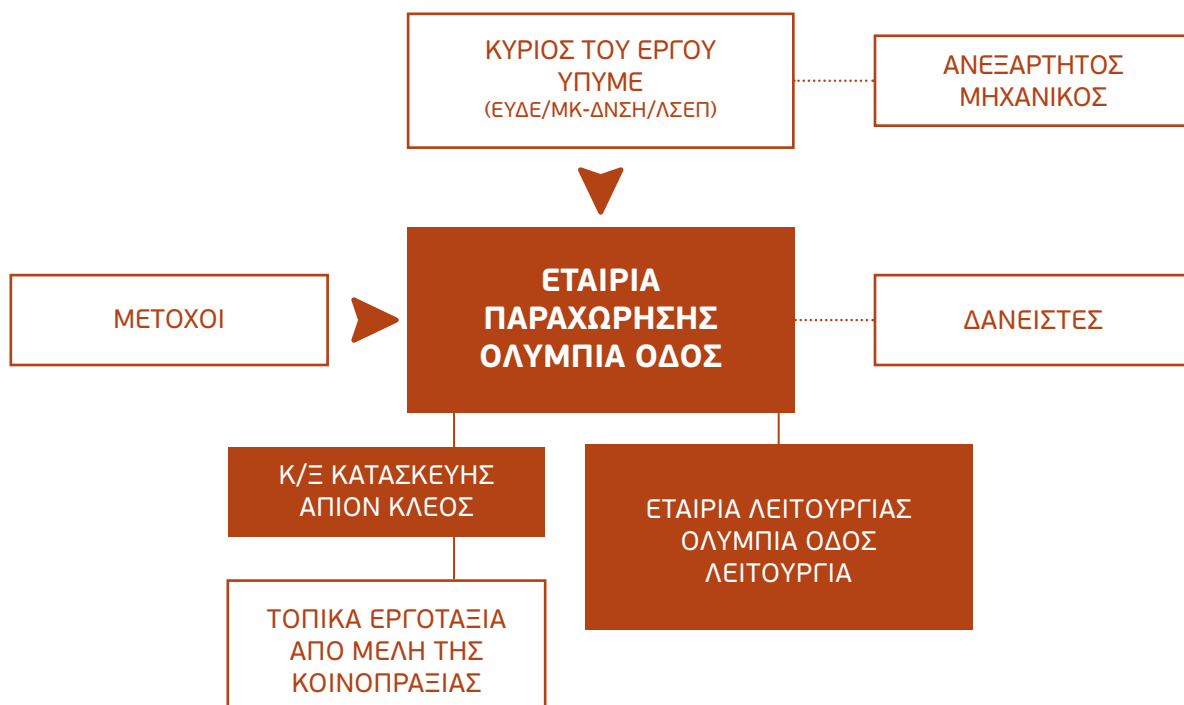 ΚΥΡΙΟΣ ΤΟΥ ΕΡΓΟΥ
ΥΠΥΜΕ
(ΕΥΔΕ/ΜΚ-ΔΝΣΗ/ΛΣΕΠ)
ΑΝΕΞΑΡΤΗΤΟΣ
ΜΗΧΑΝΙΚΟΣ
ΜΕΤΟΧΟΙ
ΕΤΑΙΡΙΑ
ΠΑΡΑΧΩΡΗΣΗΣ
ΟΛΥΜΠΙΑ ΟΔΟΣ
ΔΑΝΕΙΣΤΕΣ
Κ/Ξ ΚΑΤΑΣΚΕΥΗΣ
ΑΠΙΟΝ ΚΛΕΟΣ
ΕΤΑΙΡΙΑ ΛΕΙΤΟΥΡΓΙΑΣ
ΟΛΥΜΠΙΑ ΟΔΟΣ
ΛΕΙΤΟΥΡΓΙΑ
ΤΟΠΙΚΑ ΕΡΓΟΤΑΞΙΑ
ΑΠΟ ΜΕΛΗ ΤΗΣ
ΚΟΙΝΟΠΡΑΞΙΑΣ